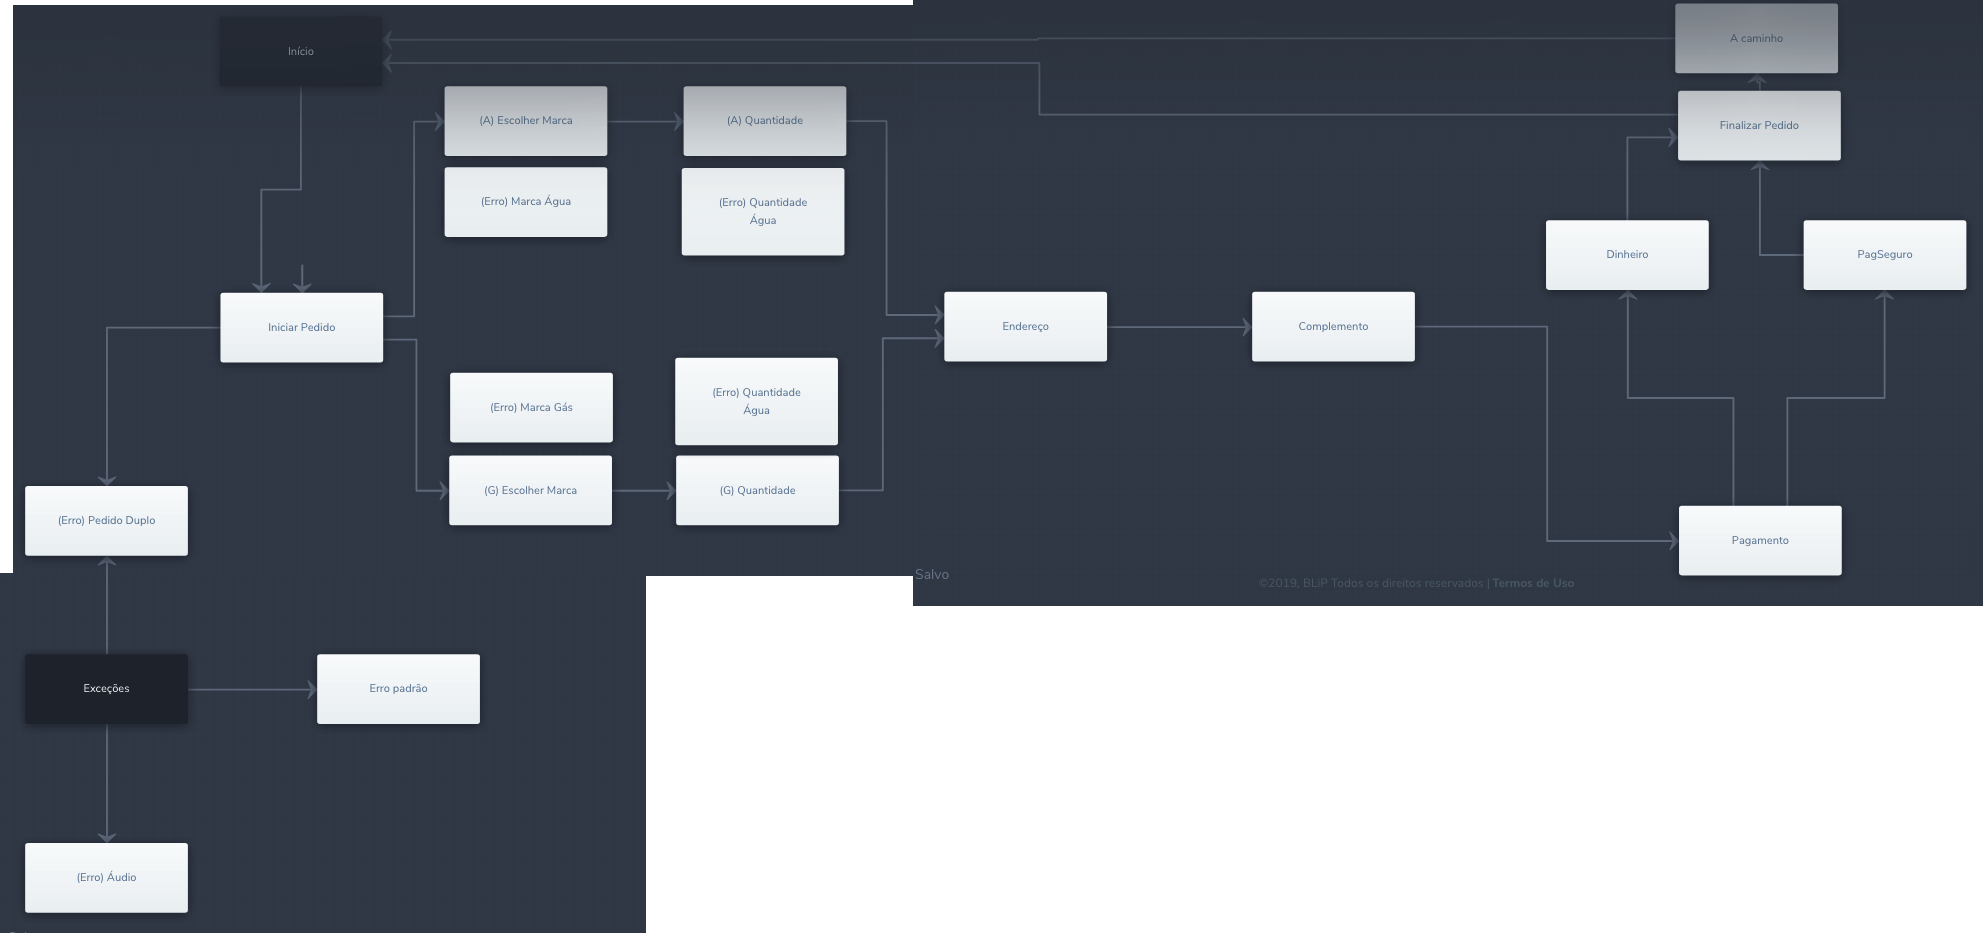 Início
A caminho
(A) Escolher Marca
(A) Quantidade
Finalizar Pedido
(Erro) Marca Água
(Erro) Quantidade
Água
Dinheiro
PagSeguro
Iniciar Pedido
Endereço
Complemento
(Erro) Marca Gás
(Erro) Quantidade
Água
(G) Escolher Marca
(G) Quantidade
(Erro) Pedido Duplo
Pagamento
Salvo
©2019, BLiP Todos os direitos reservados | Termos de Uso
Exceções
Erro padrão
(Erro) Áudio